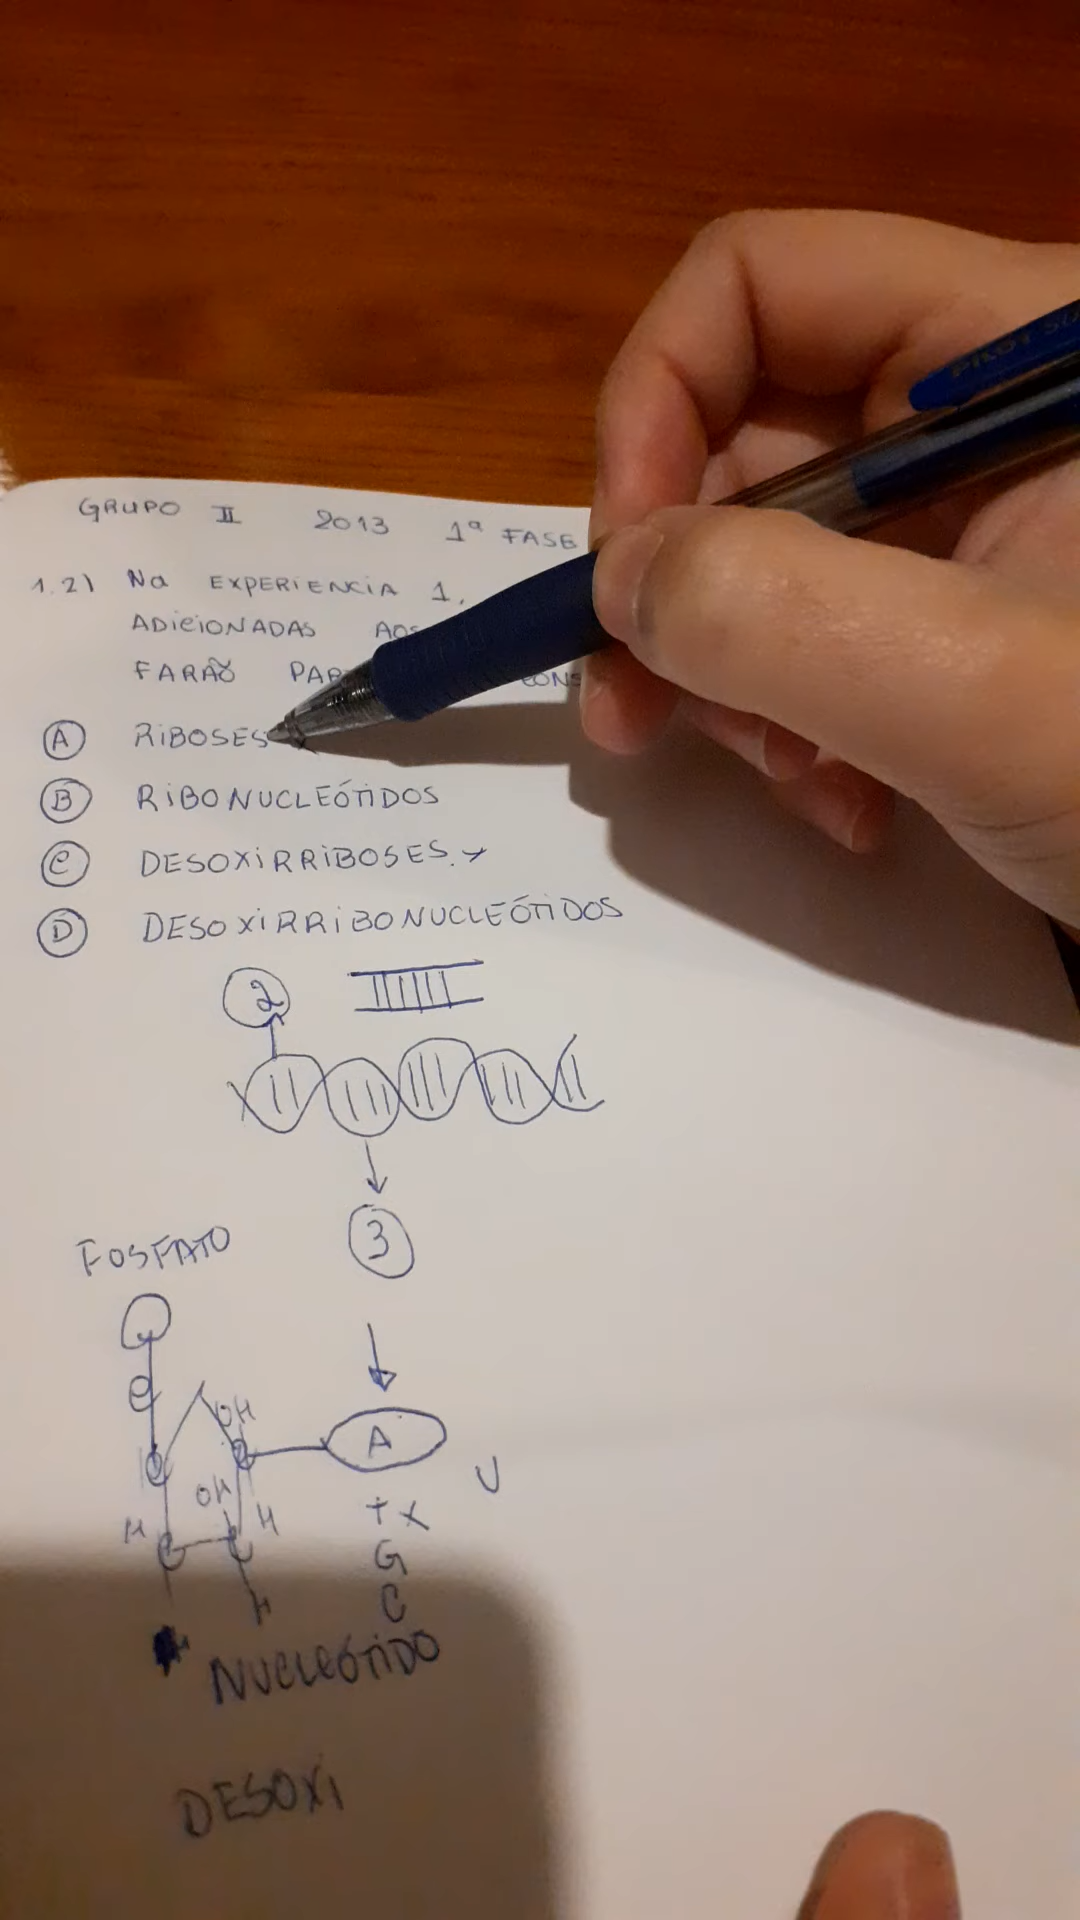 GRUPO II 2013 1ª FASE
1.2) Na EXPERIENCIA 1,
ADICIONADAS AOS
FARÃO
A RIBOSES
B RIBONUCLEÓTIDOS
C DESOXIRRIBOSES.
D DESOXIRRIBONUCLEÓTIDOS
2
3
FOSFATO
C
OH
A
OH
H
H
U
T X
G
C
H
NUCLEÓTIDO
DESOXI